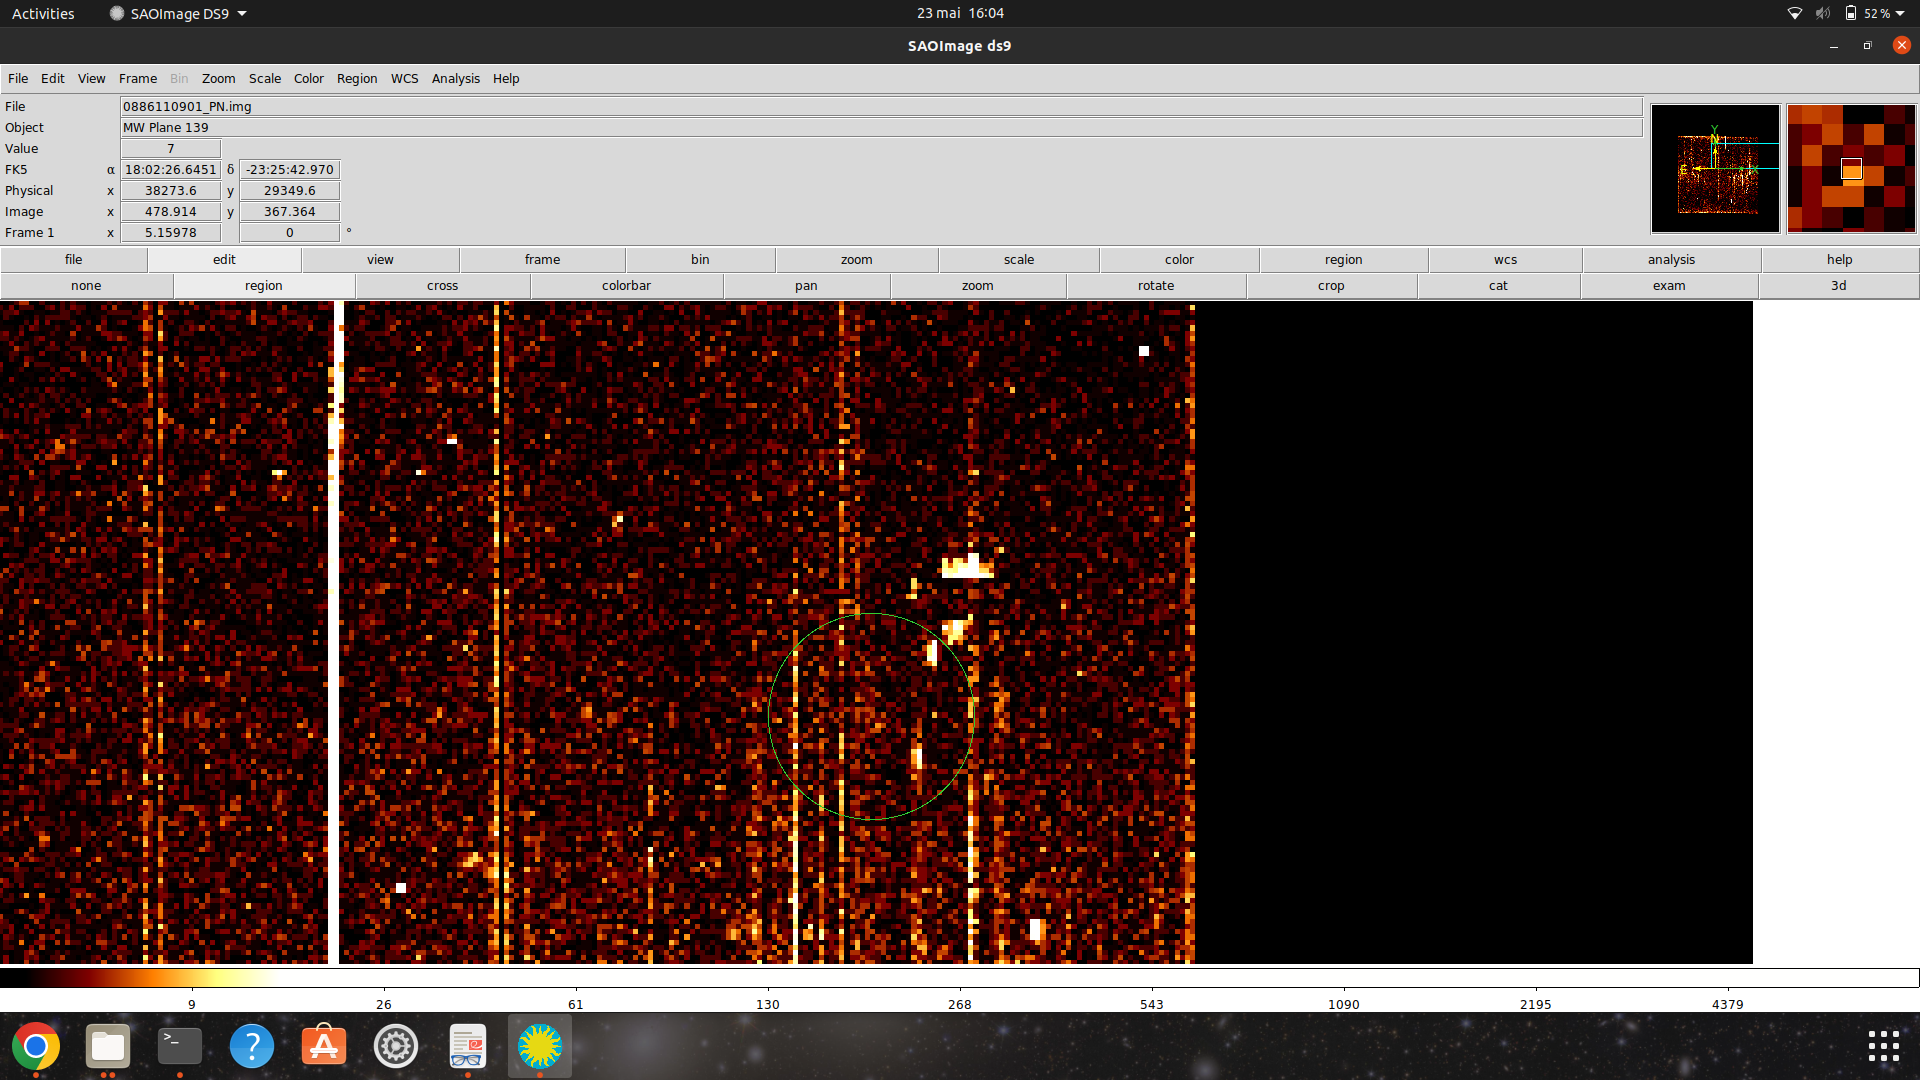 Activities SAOImage DS9 23 mai 16:04 52 %
SAOImage ds9
File Edit View Frame Bin Zoom Scale Color Region WCS Analysis Help
File 0886110901_PN.img
Object MW Plane 139
Value 7
FK5 α 18:02:26.6451 δ -23:25:42.970
Physical x 38273.6 y 29349.6
Image x 478.914 y 367.364
Frame 1 x 5.15978 0 °
file edit view frame bin zoom scale color region wcs analysis help
none region cross colorbar pan zoom rotate crop cat exam 3d
9 26 61 130 268 543 1090 2195 4379